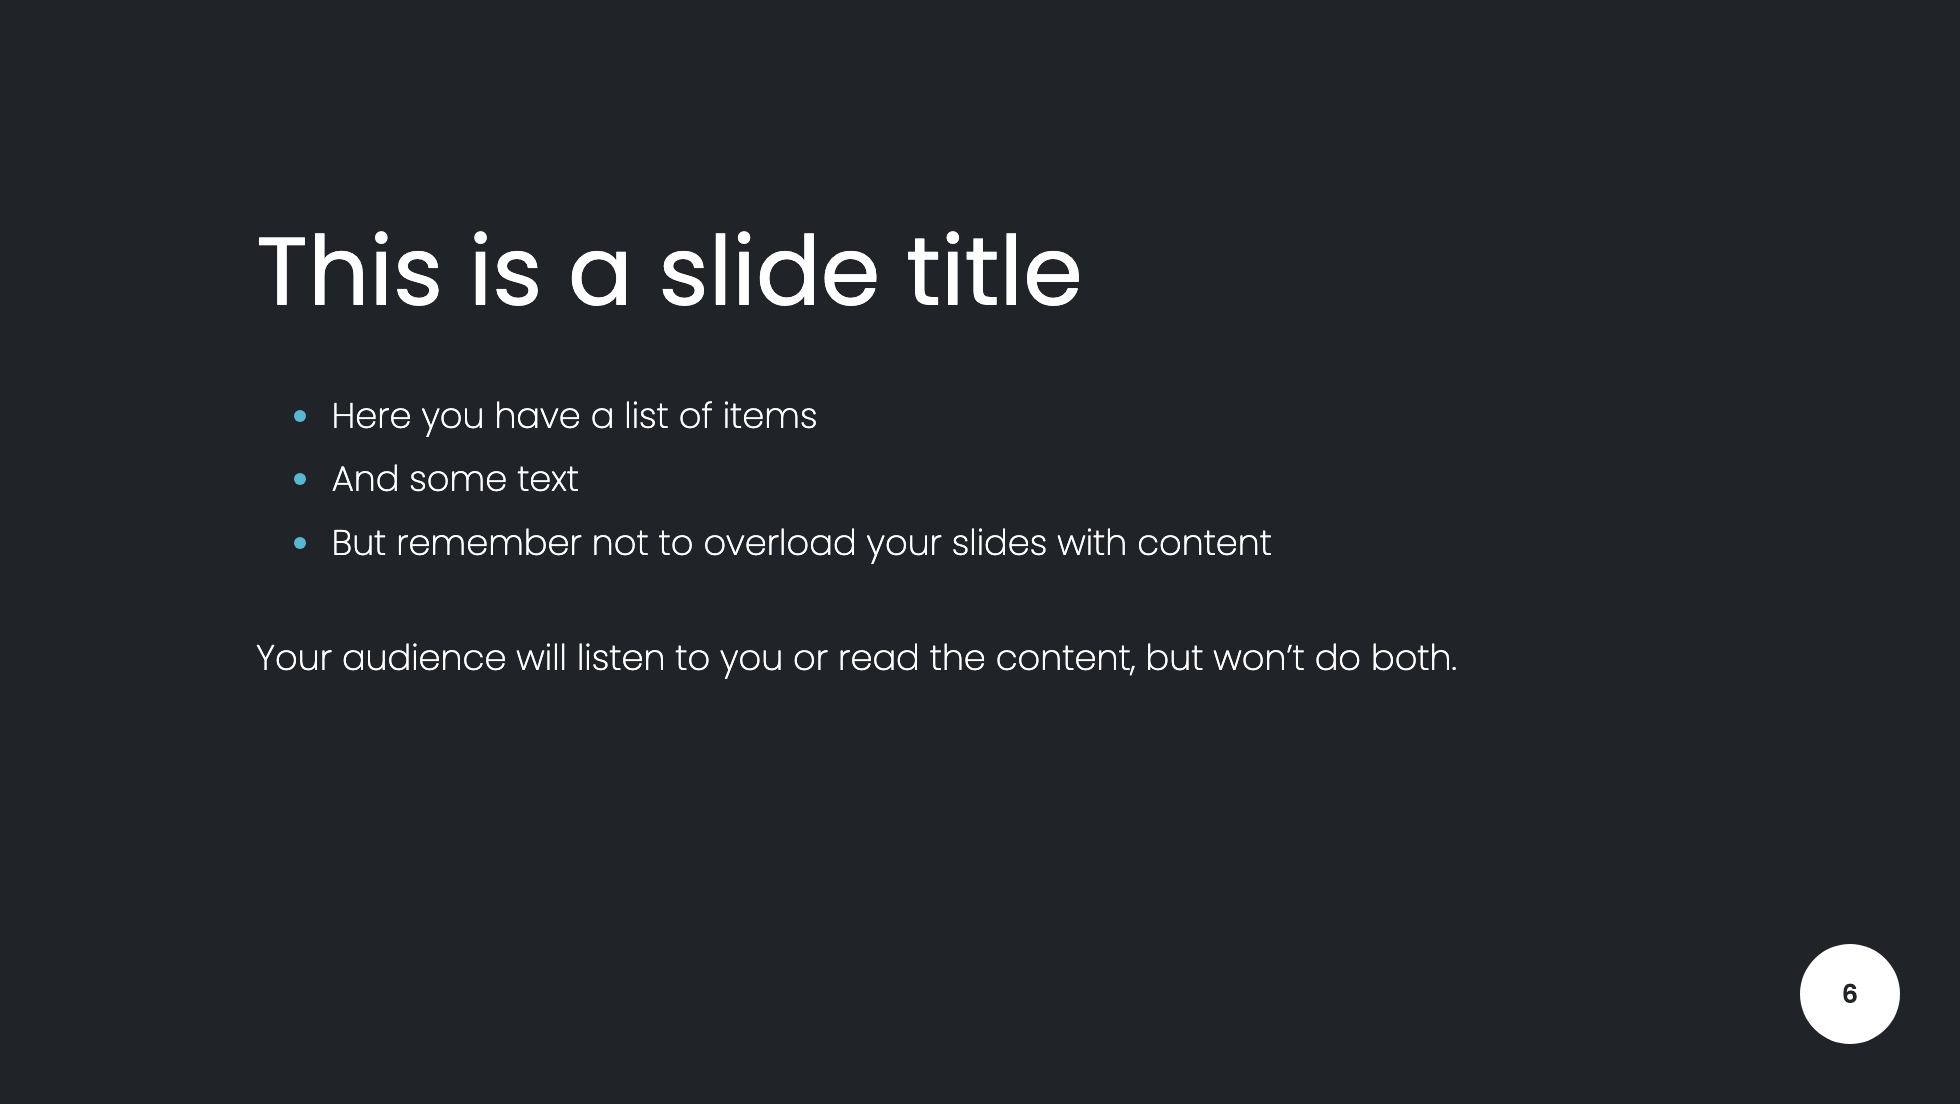 This is a slide title
• Here you have a list of items
• And some text
• But remember not to overload your slides with content
Your audience will listen to you or read the content, but won’t do both.
6